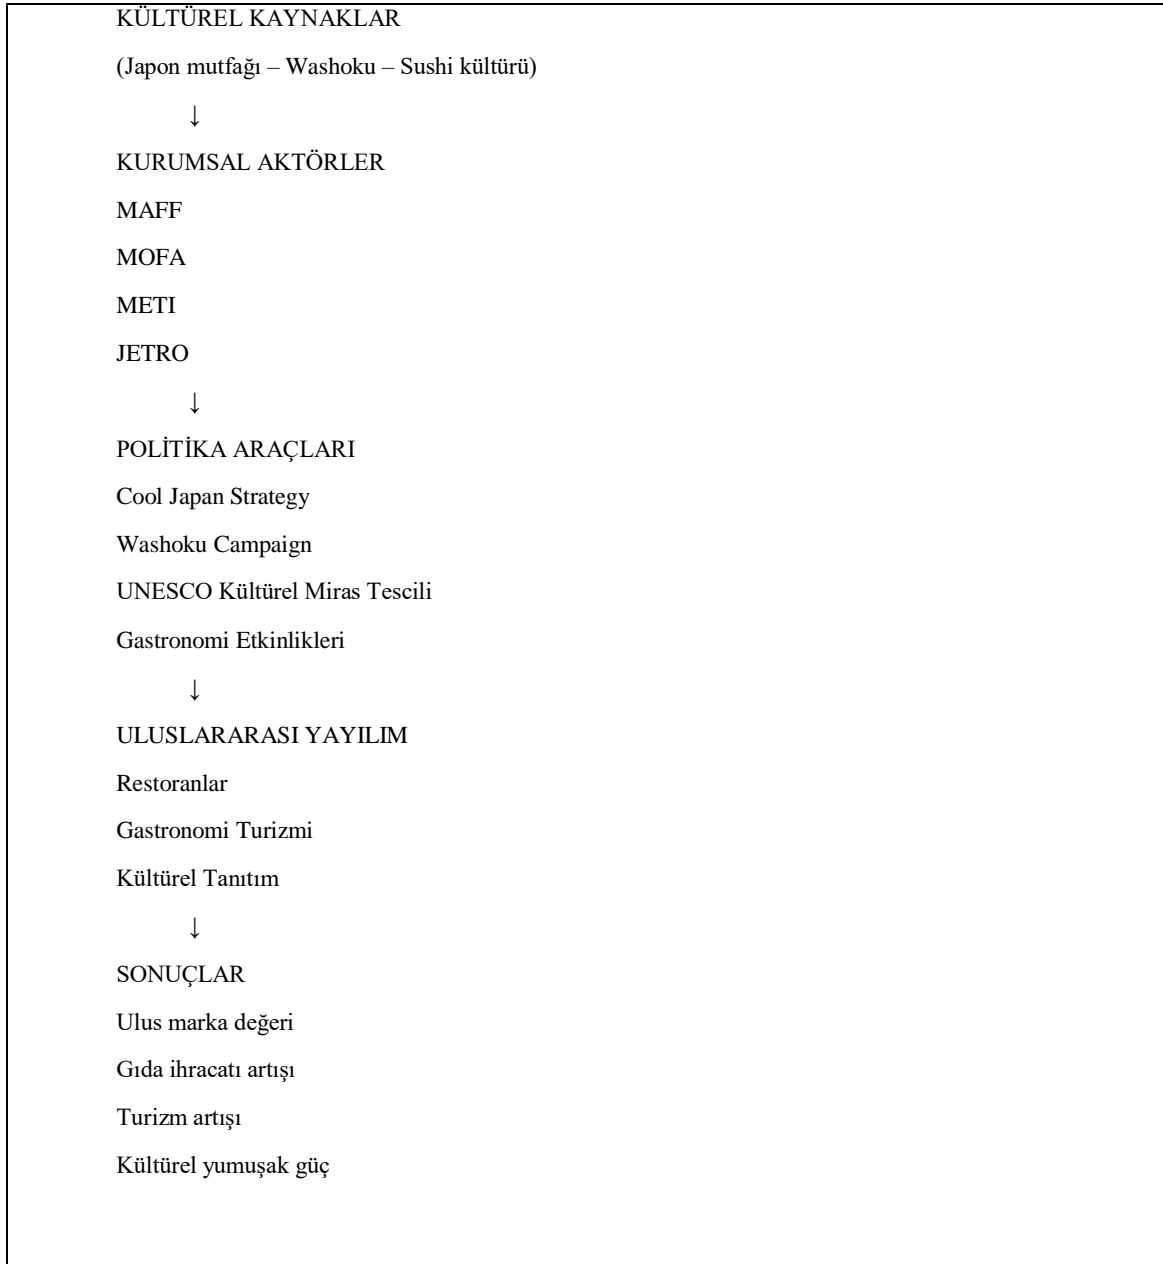 KÜLTÜREL KAYNAKLAR
(Japon mutfağı – Washoku – Sushi kültürü)
↓
KURUMSAL AKTÖRLER
MAFF
MOFA
METI
JETRO
↓
POLİTİKA ARAÇLARI
Cool Japan Strategy
Washoku Campaign
UNESCO Kültürel Miras Tescili
Gastronomi Etkinlikleri
↓
ULUSLARARASI YAYILIM
Restoranlar
Gastronomi Turizmi
Kültürel Tanıtım
↓
SONUÇLAR
Ulus marka değeri
Gıda ihracatı artışı
Turizm artışı
Kültürel yumuşak güç